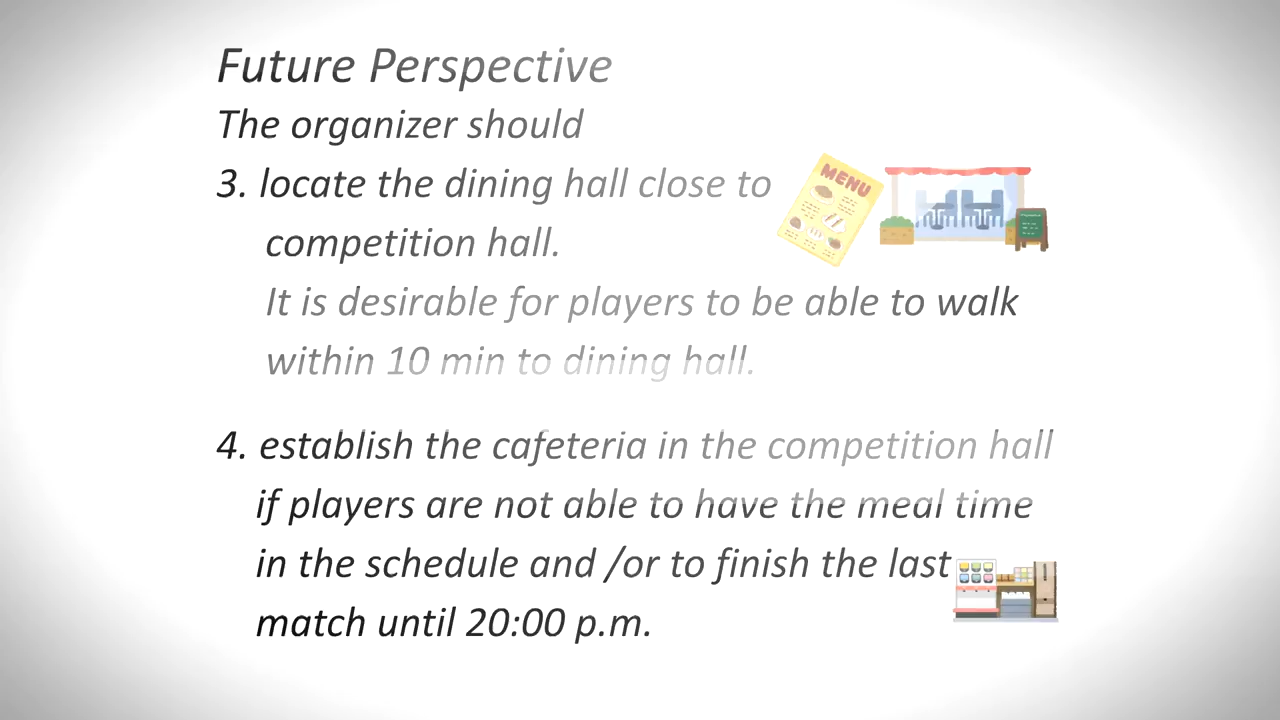 Future Perspective
The organizer should
3. locate the dining hall close to
competition hall.
It is desirable for players to be able to walk
within 10 min to dining hall.
4. establish the cafeteria in the competition hall
if players are not able to have the meal time
in the schedule and /or to finish the last
match until 20:00 p.m.
MENU